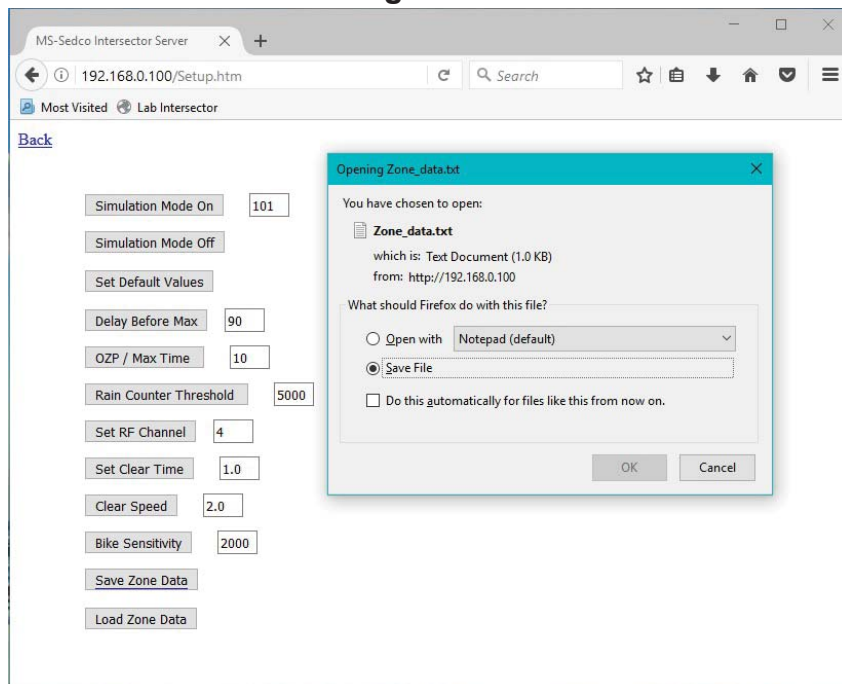 MS-Sedco Intersector Server
192.168.0.100/Setup.htm
Search
Most Visited Lab Intersector
Back
Simulation Mode On 101
Simulation Mode Off
Set Default Values
Delay Before Max 90
OZP / Max Time 10
Rain Counter Threshold 5000
Set RF Channel 4
Set Clear Time 1.0
Clear Speed 2.0
Bike Sensitivity 2000
Save Zone Data
Load Zone Data
Opening Zone_data.txt
You have chosen to open:
Zone_data.txt
which is: Text Document (1.0 KB)
from: http://192.168.0.100
What should Firefox do with this file?
Open with Notepad (default)
Save File
Do this automatically for files like this from now on.
OK Cancel